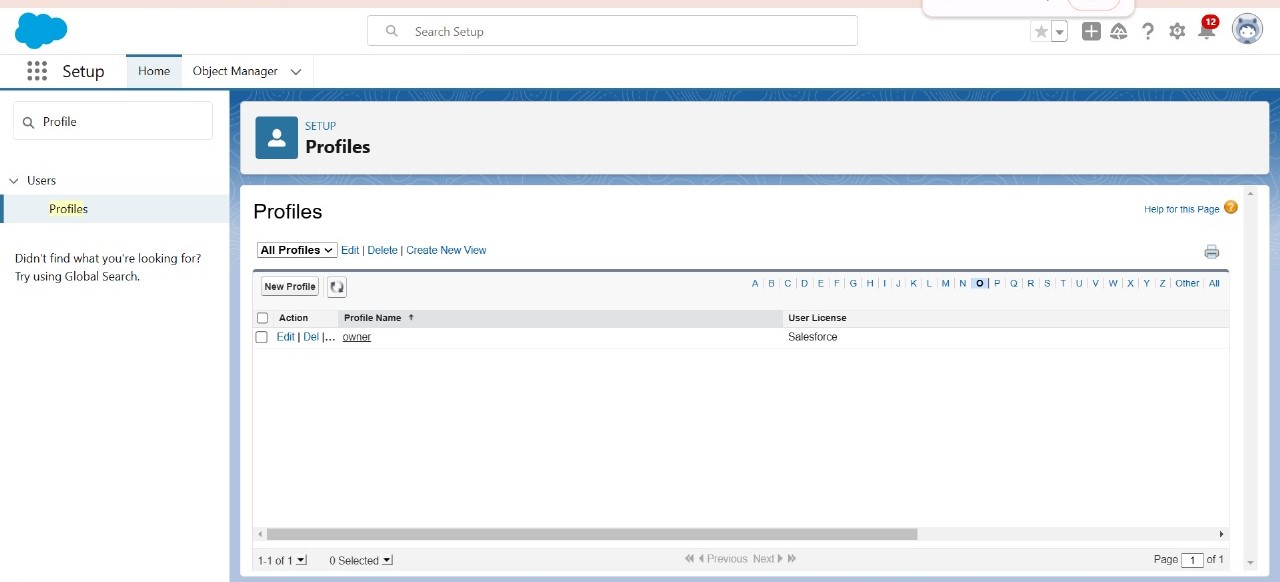 Search Setup
12
Setup
Home
Object Manager
Profile
Users
Profiles
Didn't find what you're looking for?
Try using Global Search.
SETUP
Profiles
Profiles
Help for this Page ?
All Profiles Edit | Delete | Create New View
New Profile
A | B | C | D | E | F | G | H | I | J | K | L | M | N | O | P | Q | R | S | T | U | V | W | X | Y | Z | Other | All
Action Profile Name ↑ User License
Edit | Del |... owner Salesforce
1-1 of 1 0 Selected Previous Next Page 1 of 1